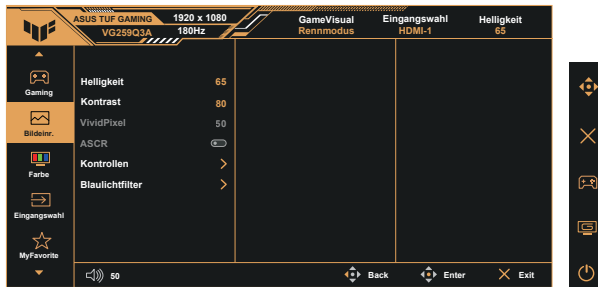 ASUS TUF GAMING 1920 x 1080 GameVisual Eingangswahl Helligkeit
VG259Q3A 180Hz Rennmodus HDMI-1 65
Gaming
Bildeinr.
Farbe
Eingangswahl
MyFavorite
Helligkeit 65
Kontrast 80
VividPixel 50
ASCR
Kontrollen
Blaulichtfilter
50 Back Enter Exit